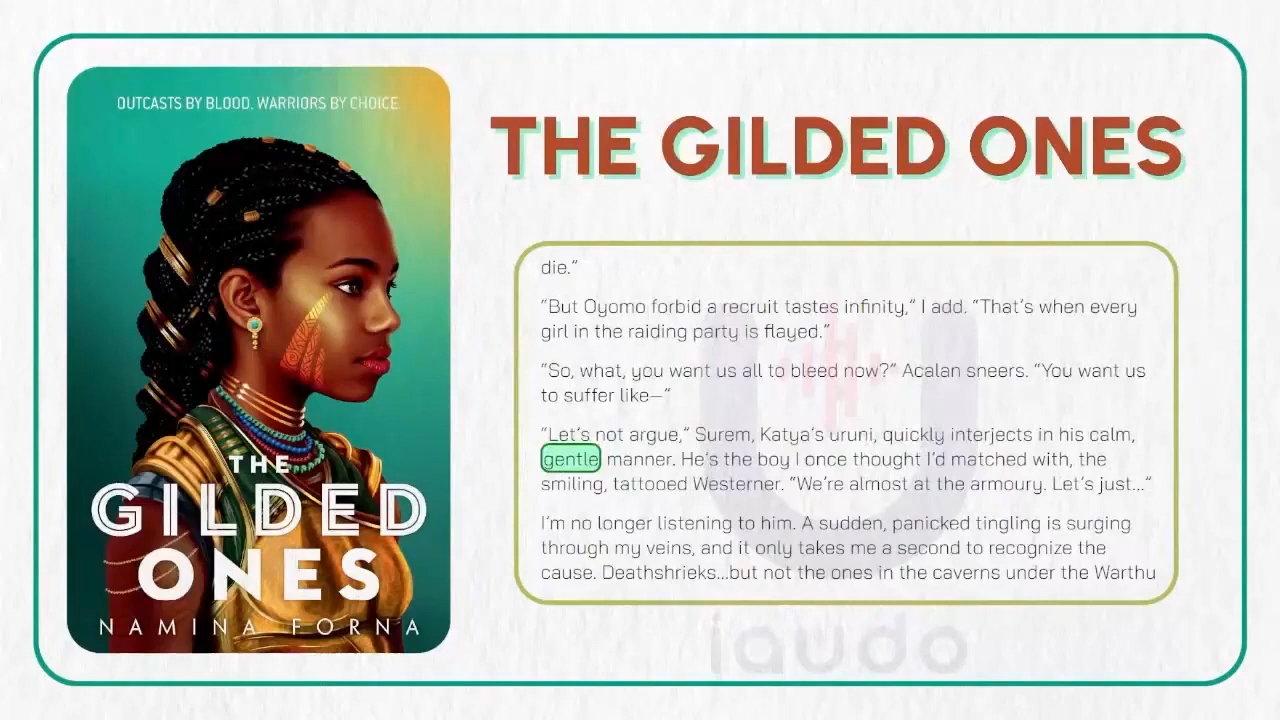 OUTCASTS BY BLOOD. WARRIORS BY CHOICE.
THE
GILDED
ONES
NAMINA FORNA
THE GILDED ONES
die.”
“But Oyomo forbid a recruit tastes infinity,” I add. “That’s when every
girl in the raiding party is flayed.”
“So, what, you want us all to bleed now?” Acalan sneers. “You want us
to suffer like—”
“Let’s not argue,” Surem, Katya’s uruni, quickly interjects in his calm,
gentle manner. He’s the boy I once thought I’d matched with, the
smiling, tattooed Westerner. “We’re almost at the armoury. Let’s just...”
I’m no longer listening to him. A sudden, panicked tingling is surging
through my veins, and it only takes me a second to recognize the
cause. Deathshrieks...but not the ones in the caverns under the Warthu
iaudo